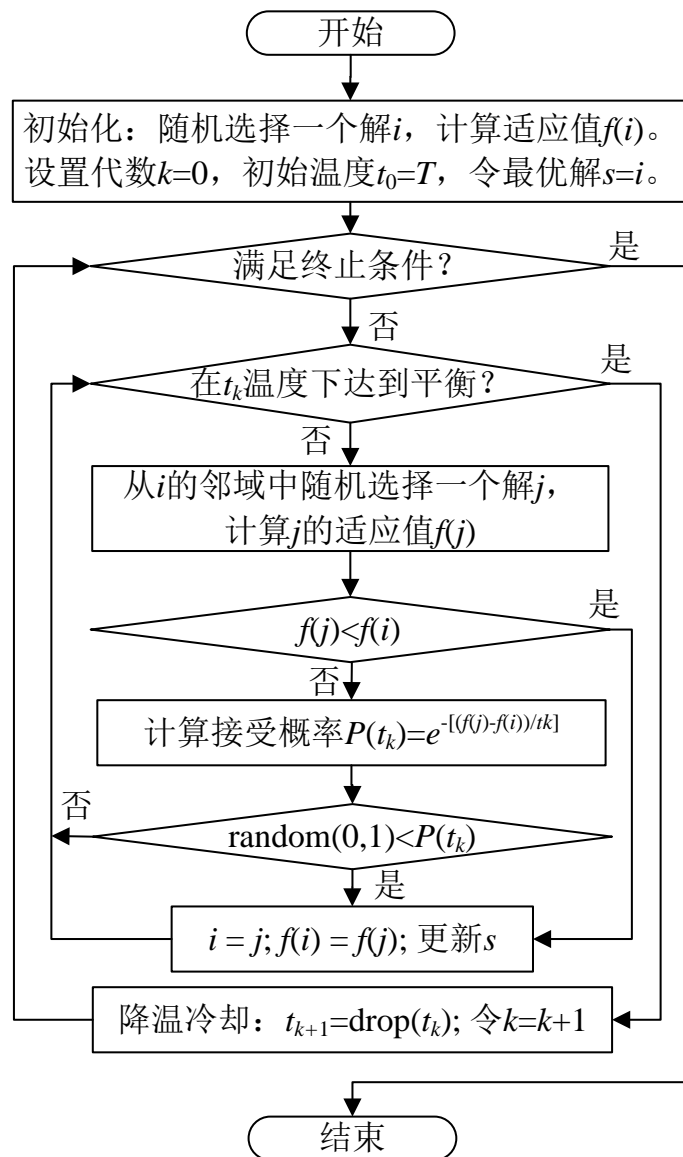 开始
初始化：随机选择一个解i，计算适应值f(i)。
设置代数k=0，初始温度t₀=T，令最优解s=i。
满足终止条件？
是
否
在tₖ温度下达到平衡？
是
否
从i的邻域中随机选择一个解j，
计算j的适应值f(j)
f(j)<f(i)
是
否
计算接受概率P(tₖ)=e^-[(f(j)-f(i))/tk]
否
random(0,1)<P(tₖ)
是
i = j; f(i) = f(j); 更新s
降温冷却：tₖ₊₁=drop(tₖ); 令k=k+1
结束